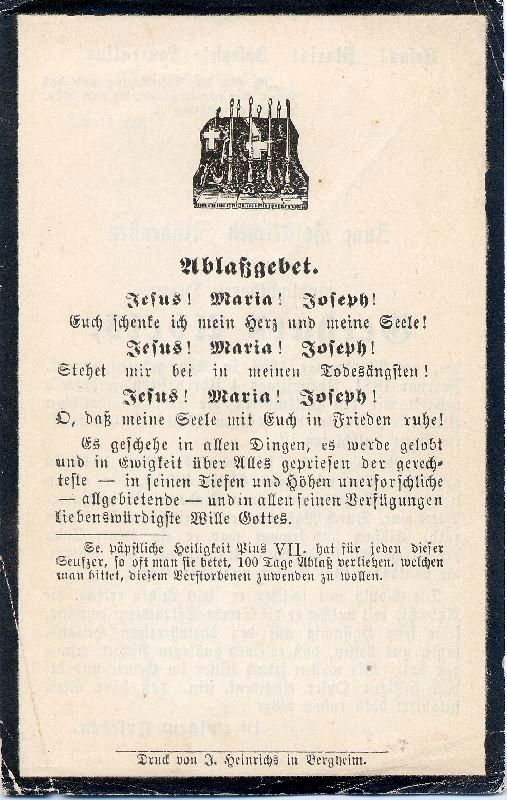 Ablaßgebet.
Jesus! Maria! Joseph!
Euch schenke ich mein Herz und meine Seele!
Jesus! Maria! Joseph!
Stehet mir bei in meinen Todesängsten!
Jesus! Maria! Joseph!
O, daß meine Seele mit Euch in Frieden ruhe!
Es geschehe in allen Dingen, es werde gelobt
und in Ewigkeit über Alles gepriesen der gerech-
teste — in seinen Tiefen und Höhen unerforschliche
— allgebietende — und in allen seinen Verfügungen
liebenswürdigste Wille Gottes.
Se. päpstliche Heiligkeit Pius VII. hat für jeden dieser
Seufzer, so oft man sie betet, 100 Tage Ablaß verliehen, welchen
man bittet, diesem Verstorbenen zuwenden zu wollen.
Druck von J. Heinrichs in Bergheim.